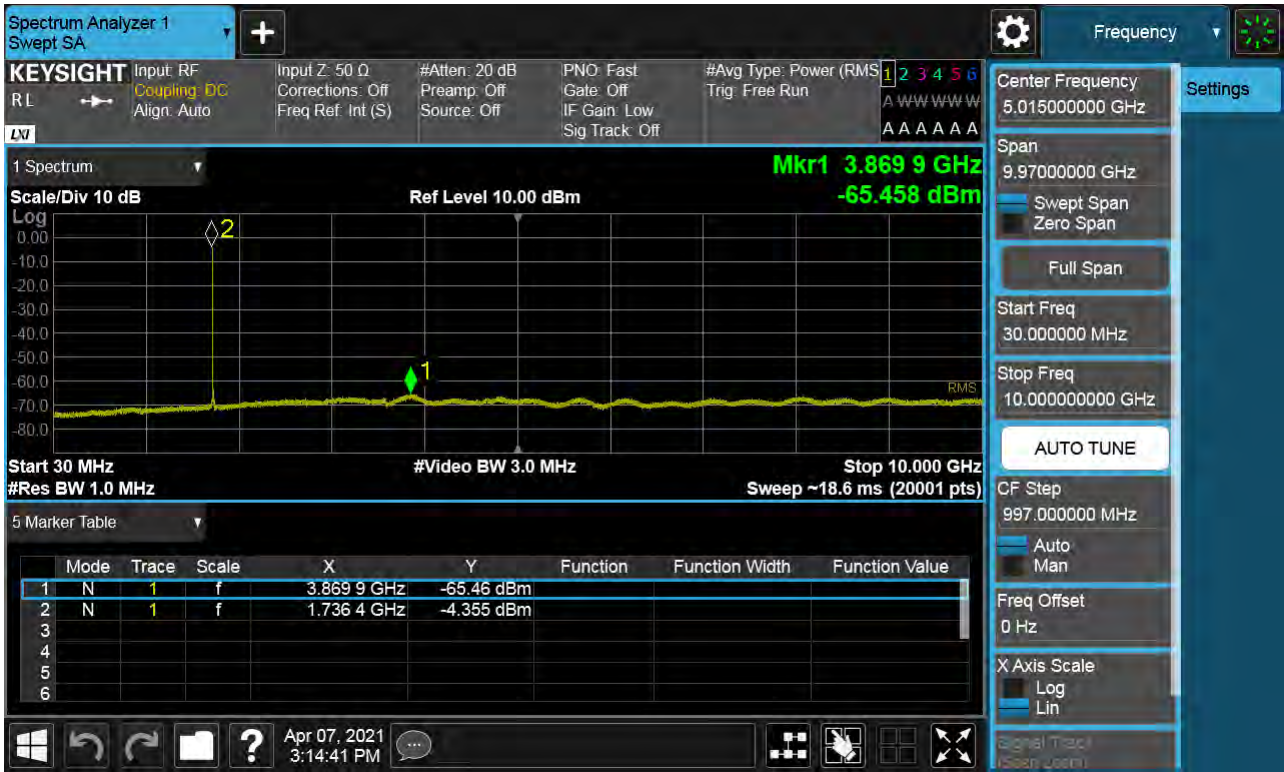 Spectrum Analyzer 1
Swept SA
+
Frequency
KEYSIGHT
RL
LXI
Input: RF
Coupling: DC
Align: Auto
Input Z: 50 Ω
Corrections: Off
Freq Ref: Int (S)
#Atten: 20 dB
Preamp: Off
Source: Off
PNO: Fast
Gate: Off
IF Gain: Low
Sig Track: Off
#Avg Type: Power (RMS
Trig: Free Run
1 2 3 4 5 6
A W W W W W
A A A A A A
1 Spectrum
Scale/Div 10 dB
Ref Level 10.00 dBm
Mkr1 3.869 9 GHz
-65.458 dBm
Log
0.00
-10.0
-20.0
-30.0
-40.0
-50.0
-60.0
-70.0
-80.0
2
1
RMS
Start 30 MHz
#Video BW 3.0 MHz
Stop 10.000 GHz
#Res BW 1.0 MHz
Sweep ~18.6 ms (20001 pts)
5 Marker Table
Mode Trace Scale X Y Function Function Width Function Value
1 N 1 f 3.869 9 GHz -65.46 dBm
2 N 1 f 1.736 4 GHz -4.355 dBm
3
4
5
6
?
Apr 07, 2021
3:14:41 PM
Center Frequency
5.015000000 GHz
Settings
Span
9.97000000 GHz
Swept Span
Zero Span
Full Span
Start Freq
30.000000 MHz
Stop Freq
10.000000000 GHz
AUTO TUNE
CF Step
997.000000 MHz
Auto
Man
Freq Offset
0 Hz
X Axis Scale
Log
Lin
Signal Track
(Span Zoom)